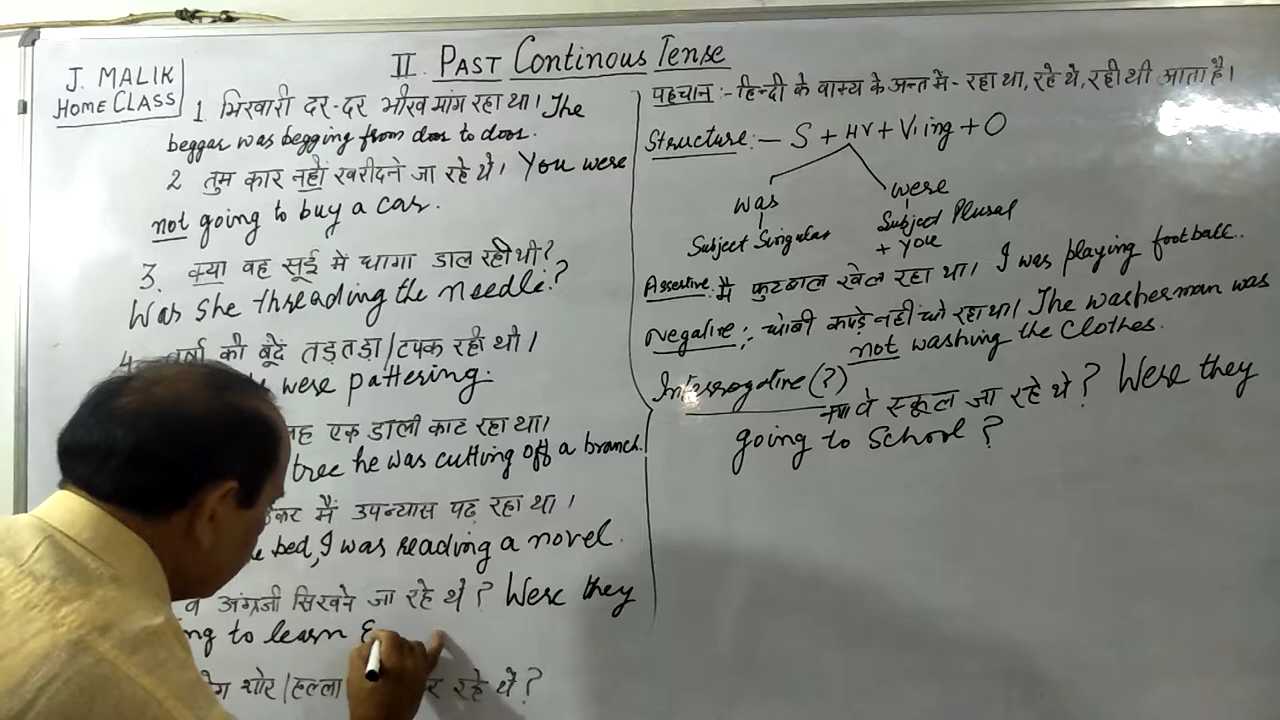 II. PAST Continous Tense
J. MALIK
HOME CLASS
1 भिखारी दर-दर भीख मांग रहा था। The
beggar was begging from door to door.
2 तुम कार नहीं खरीदने जा रहे थे। You were
not going to buy a car.
3. क्या वह सूई में धागा डाल रही थी?
Was she threading the needle?
4. वर्षा की बूंदे तड़तड़ा/टपक रही थी।
were pattering.
एक डाली काट रहा था।
tree he was cutting off a branch.
मैं उपन्यास पढ़ रहा था।
bed, I was reading a novel.
वे अंग्रजी सिखने जा रहे थे? Were they
to learn E
शोर/हल्ला रहे थे?
पहचान :- हिन्दी के वाक्य के अन्त में - रहा था, रहे थे, रही थी आता है।
Structure :- S + HV + V1 ing + O
was were
Subject Singular Subject Plural
+ You
Assertive: मैं फुटबाल खेल रहा था। I was playing football.
Negative :- धोबी कपड़े नहीं धो रहा था। The washerman was
not washing the clothes.
Interrogative (?)
क्या वे स्कूल जा रहे थे? Were they
going to School?